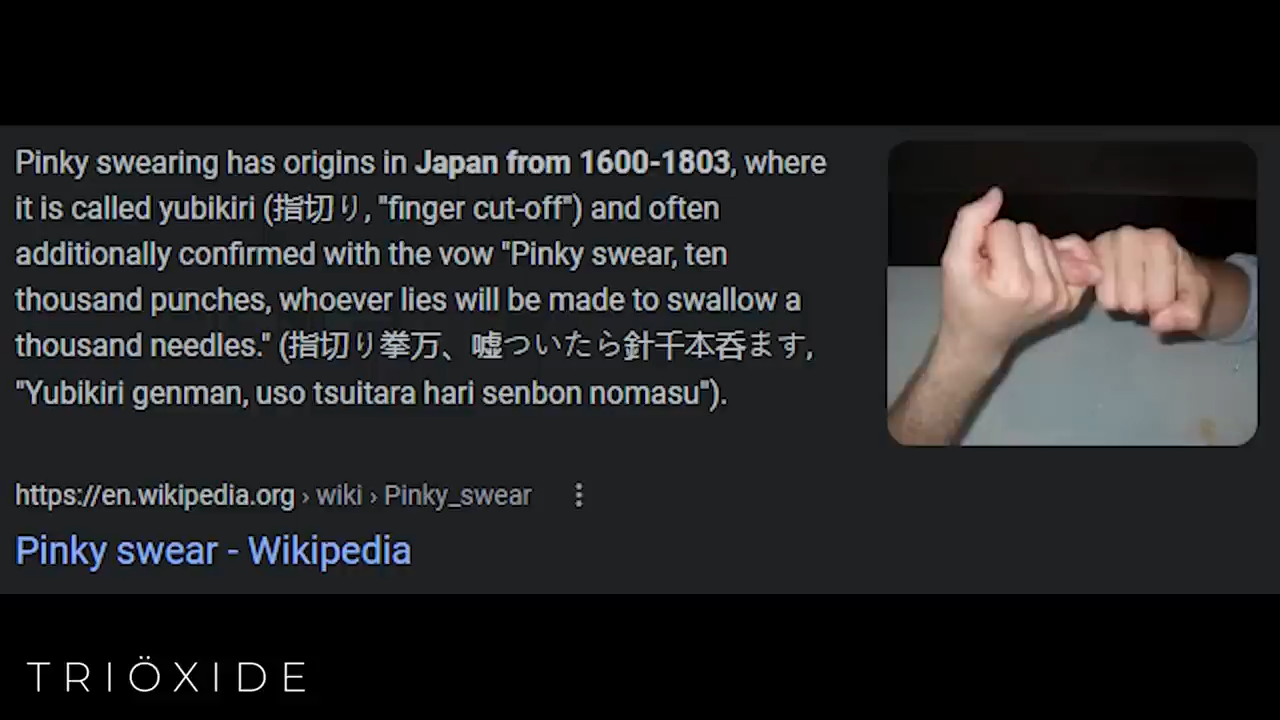 Pinky swearing has origins in Japan from 1600-1803, where
it is called yubikiri (指切り, "finger cut-off") and often
additionally confirmed with the vow "Pinky swear, ten
thousand punches, whoever lies will be made to swallow a
thousand needles." (指切り拳万、嘘ついたら針千本呑ます,
"Yubikiri genman, uso tsuitara hari senbon nomasu").
https://en.wikipedia.org › wiki › Pinky_swear
Pinky swear - Wikipedia
TRIÖXIDE